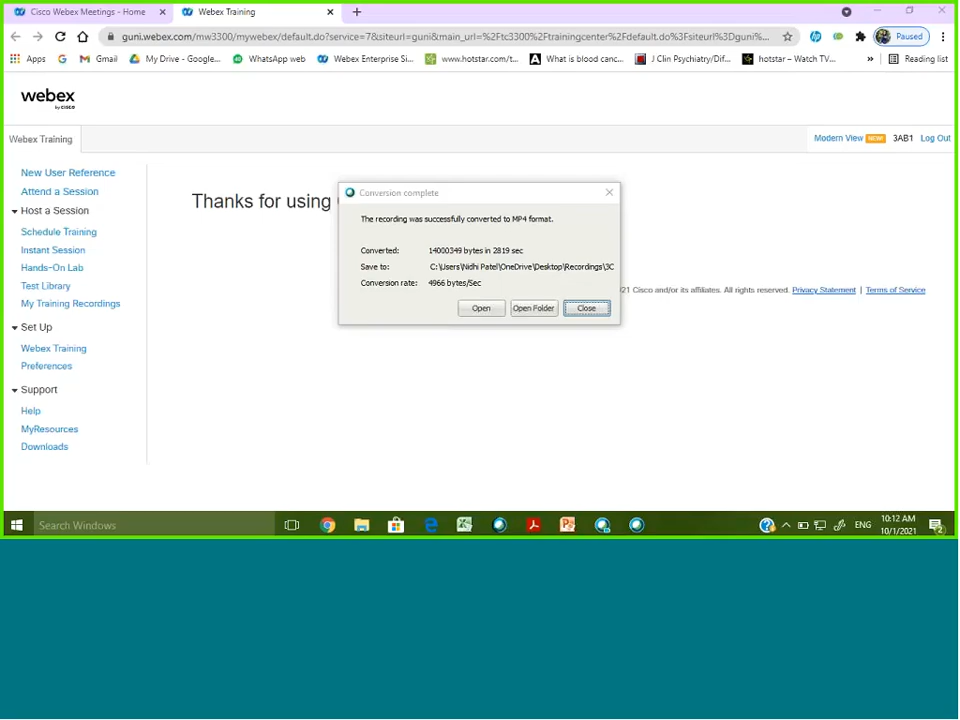 Cisco Webex Meetings - Home
Webex Training
guni.webex.com/mw3300/mywebex/default.do?service=7&siteurl=guni&main_url=%2Ftc3300%2Ftrainingcenter%2Fdefault.do%3Fsiteurl%3Dguni%...
Paused
Apps
Gmail
My Drive - Google...
WhatsApp web
Webex Enterprise Si...
www.hotstar.com/t...
What is blood canc...
J Clin Psychiatry/Dif...
hotstar – Watch TV...
»
Reading list
webex
by CISCO
Webex Training
Modern View NEW!
3AB1
Log Out
New User Reference
Attend a Session
Host a Session
Schedule Training
Instant Session
Hands-On Lab
Test Library
My Training Recordings
Set Up
Webex Training
Preferences
Support
Help
MyResources
Downloads
Thanks for using
Conversion complete
The recording was successfully converted to MP4 format.
Converted: 14000349 bytes in 2819 sec
Save to: C:\Users\Nidhi Patel\OneDrive\Desktop\Recordings\3C
Conversion rate: 4966 bytes/Sec
Open
Open Folder
Close
21 Cisco and/or its affiliates. All rights reserved. Privacy Statement | Terms of Service
Search Windows
ENG
10:12 AM
10/1/2021
2